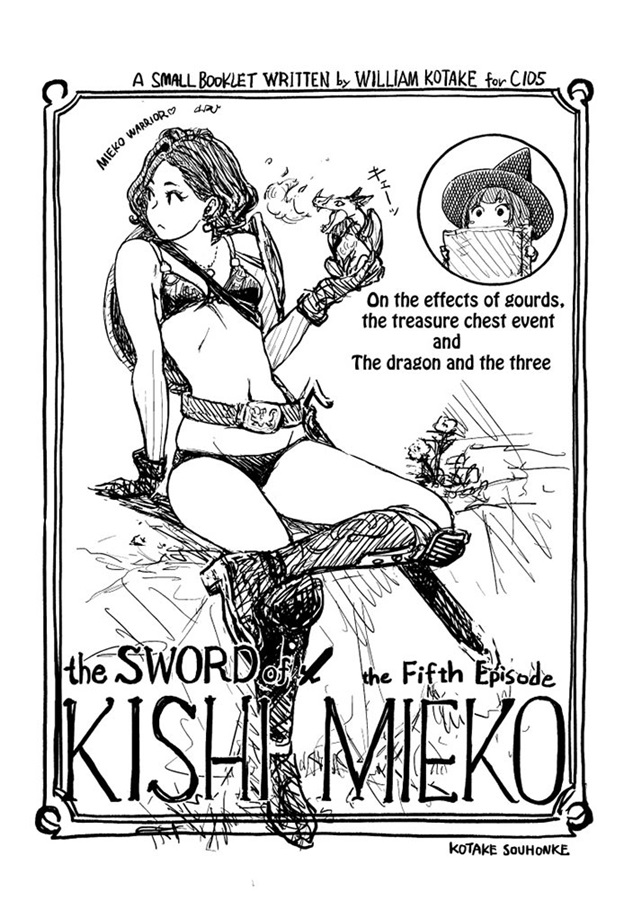 A SMALL BOOKLET WRITTEN by WILLIAM KOTAKE for C105
MIEKO WARRIOR♡
キェーッ
On the effects of gourds,
the treasure chest event
and
The dragon and the three
the SWORD of
the Fifth Episode
KISHI MIEKO
KOTAKE SOUHONKE